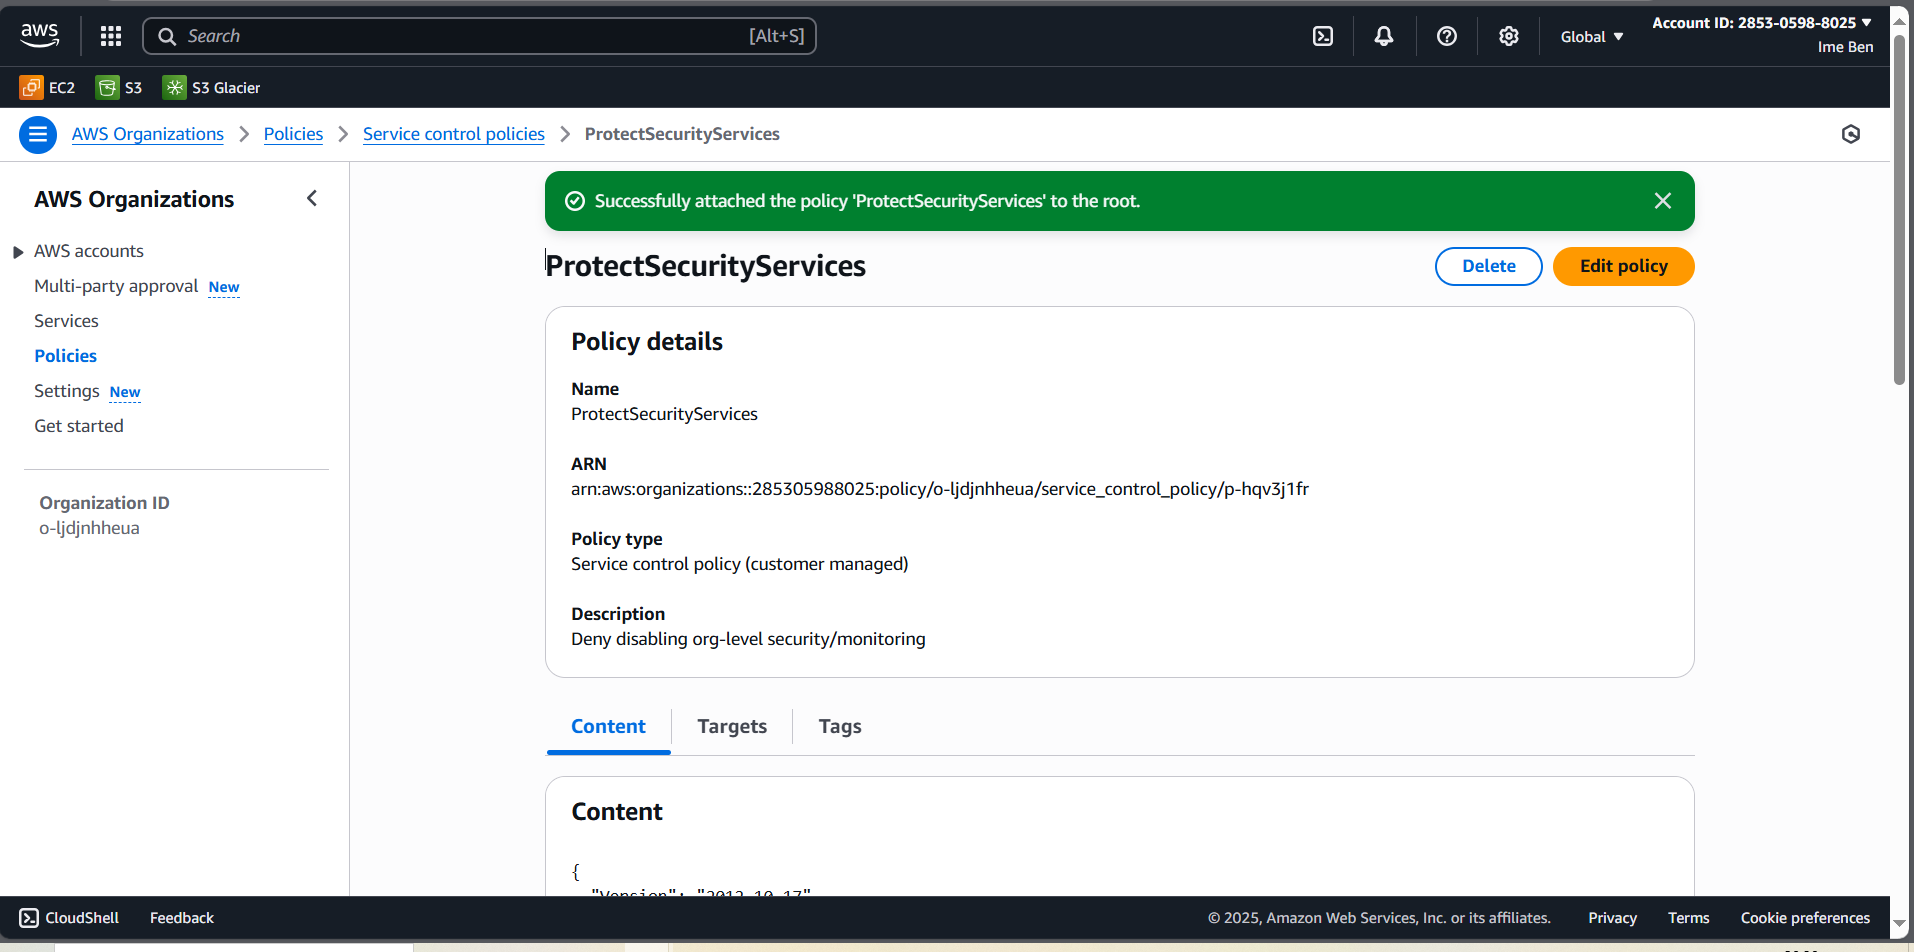 aws
Search
[Alt+S]
Global
Account ID: 2853-0598-8025
Ime Ben
EC2
S3
S3 Glacier
AWS Organizations
Policies
Service control policies
ProtectSecurityServices
AWS Organizations
AWS accounts
Multi-party approval New
Services
Policies
Settings New
Get started
Organization ID
o-ljdjnhheua
Successfully attached the policy 'ProtectSecurityServices' to the root.
ProtectSecurityServices
Delete
Edit policy
Policy details
Name
ProtectSecurityServices
ARN
arn:aws:organizations::285305988025:policy/o-ljdjnhheua/service_control_policy/p-hqv3j1fr
Policy type
Service control policy (customer managed)
Description
Deny disabling org-level security/monitoring
Content
Targets
Tags
Content
{
"Version": "2012-10-17"
CloudShell
Feedback
© 2025, Amazon Web Services, Inc. or its affiliates.
Privacy
Terms
Cookie preferences